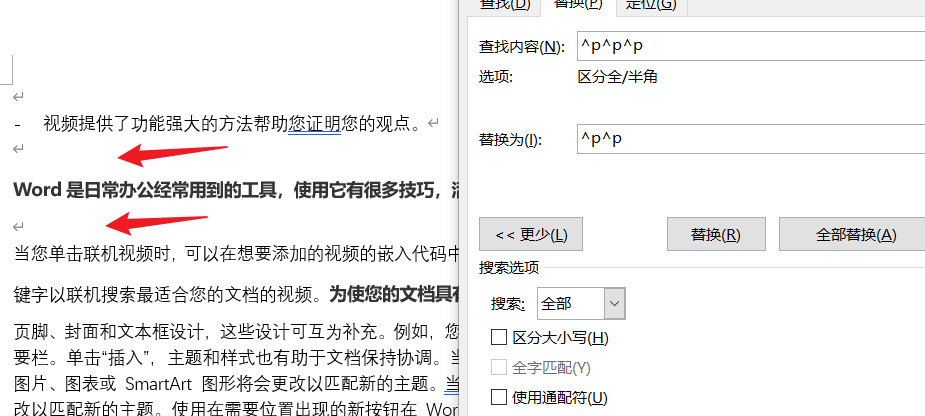 查找(D) 替换(P) 定位(G)
查找内容(N): ^p^p^p
选项: 区分全/半角
替换为(I): ^p^p
<< 更少(L) 替换(R) 全部替换(A)
搜索选项
搜索: 全部
区分大小写(H)
全字匹配(Y)
使用通配符(U)
- 视频提供了功能强大的方法帮助您证明您的观点。
Word 是日常办公经常用到的工具，使用它有很多技巧，
当您单击联机视频时，可以在想要添加的视频的嵌入代码中
键字以联机搜索最适合您的文档的视频。为使您的文档具有
页脚、封面和文本框设计，这些设计可互为补充。例如，您
要栏。单击“插入”，主题和样式也有助于文档保持协调。当
图片、图表或 SmartArt 图形将会更改以匹配新的主题。当
改以匹配新的主题。使用在需要位置出现的新按钮在 Word